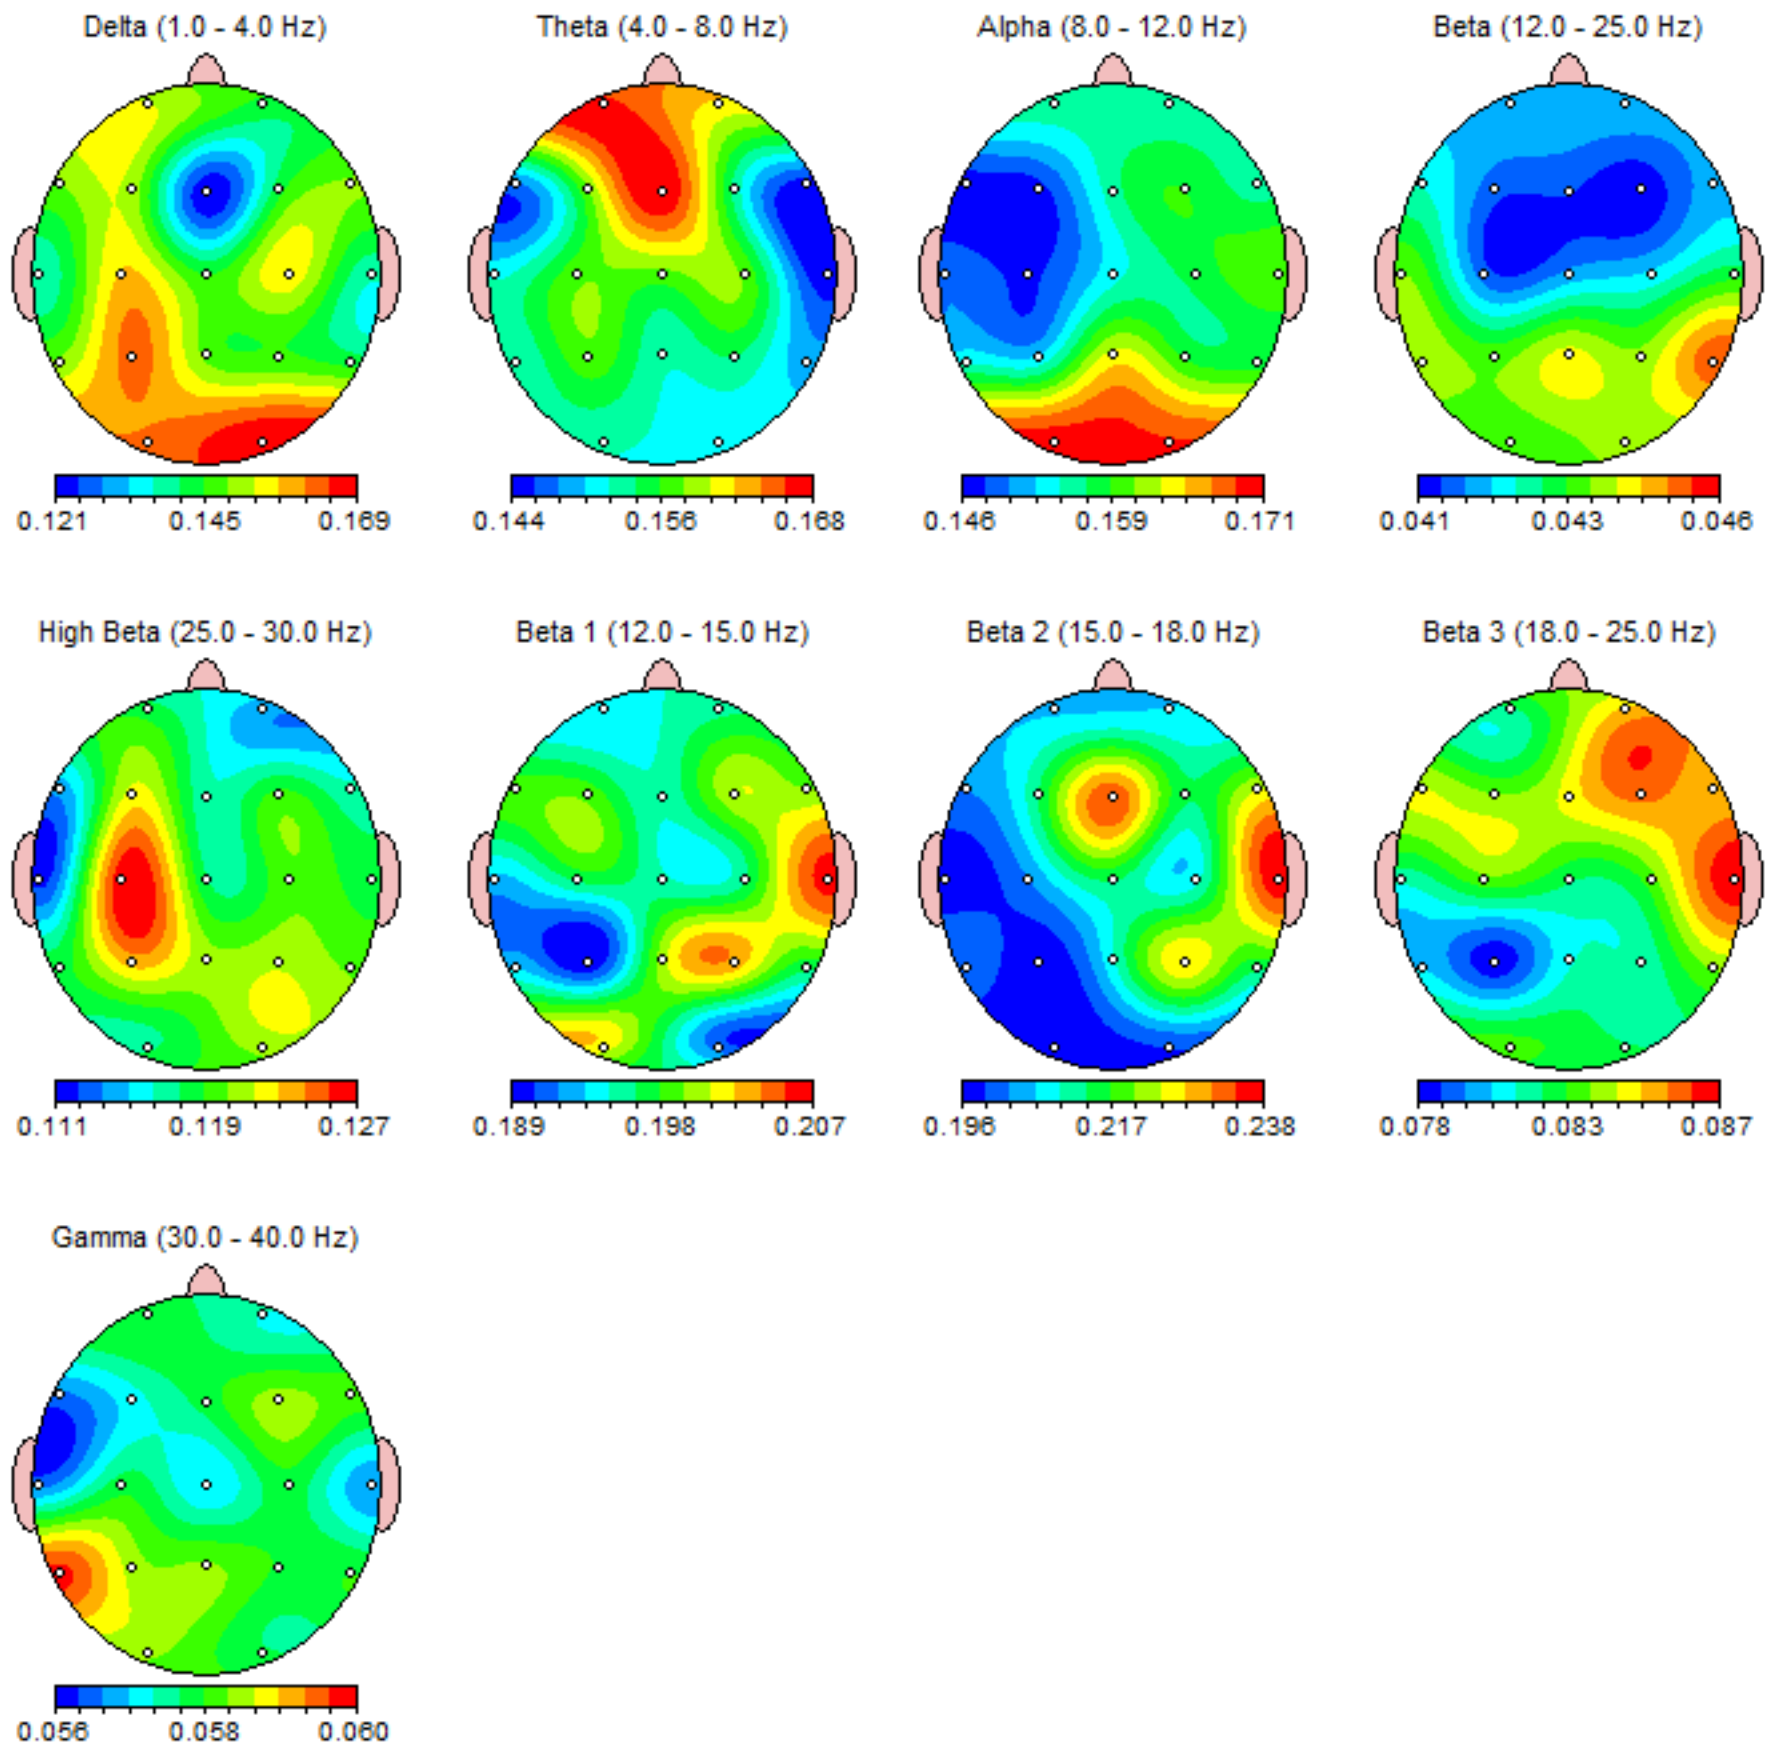 Delta (1.0 - 4.0 Hz)
Theta (4.0 - 8.0 Hz)
Alpha (8.0 - 12.0 Hz)
Beta (12.0 - 25.0 Hz)
0.121 0.145 0.169
0.144 0.156 0.168
0.146 0.159 0.171
0.041 0.043 0.046
High Beta (25.0 - 30.0 Hz)
Beta 1 (12.0 - 15.0 Hz)
Beta 2 (15.0 - 18.0 Hz)
Beta 3 (18.0 - 25.0 Hz)
0.111 0.119 0.127
0.189 0.198 0.207
0.196 0.217 0.238
0.078 0.083 0.087
Gamma (30.0 - 40.0 Hz)
0.056 0.058 0.060